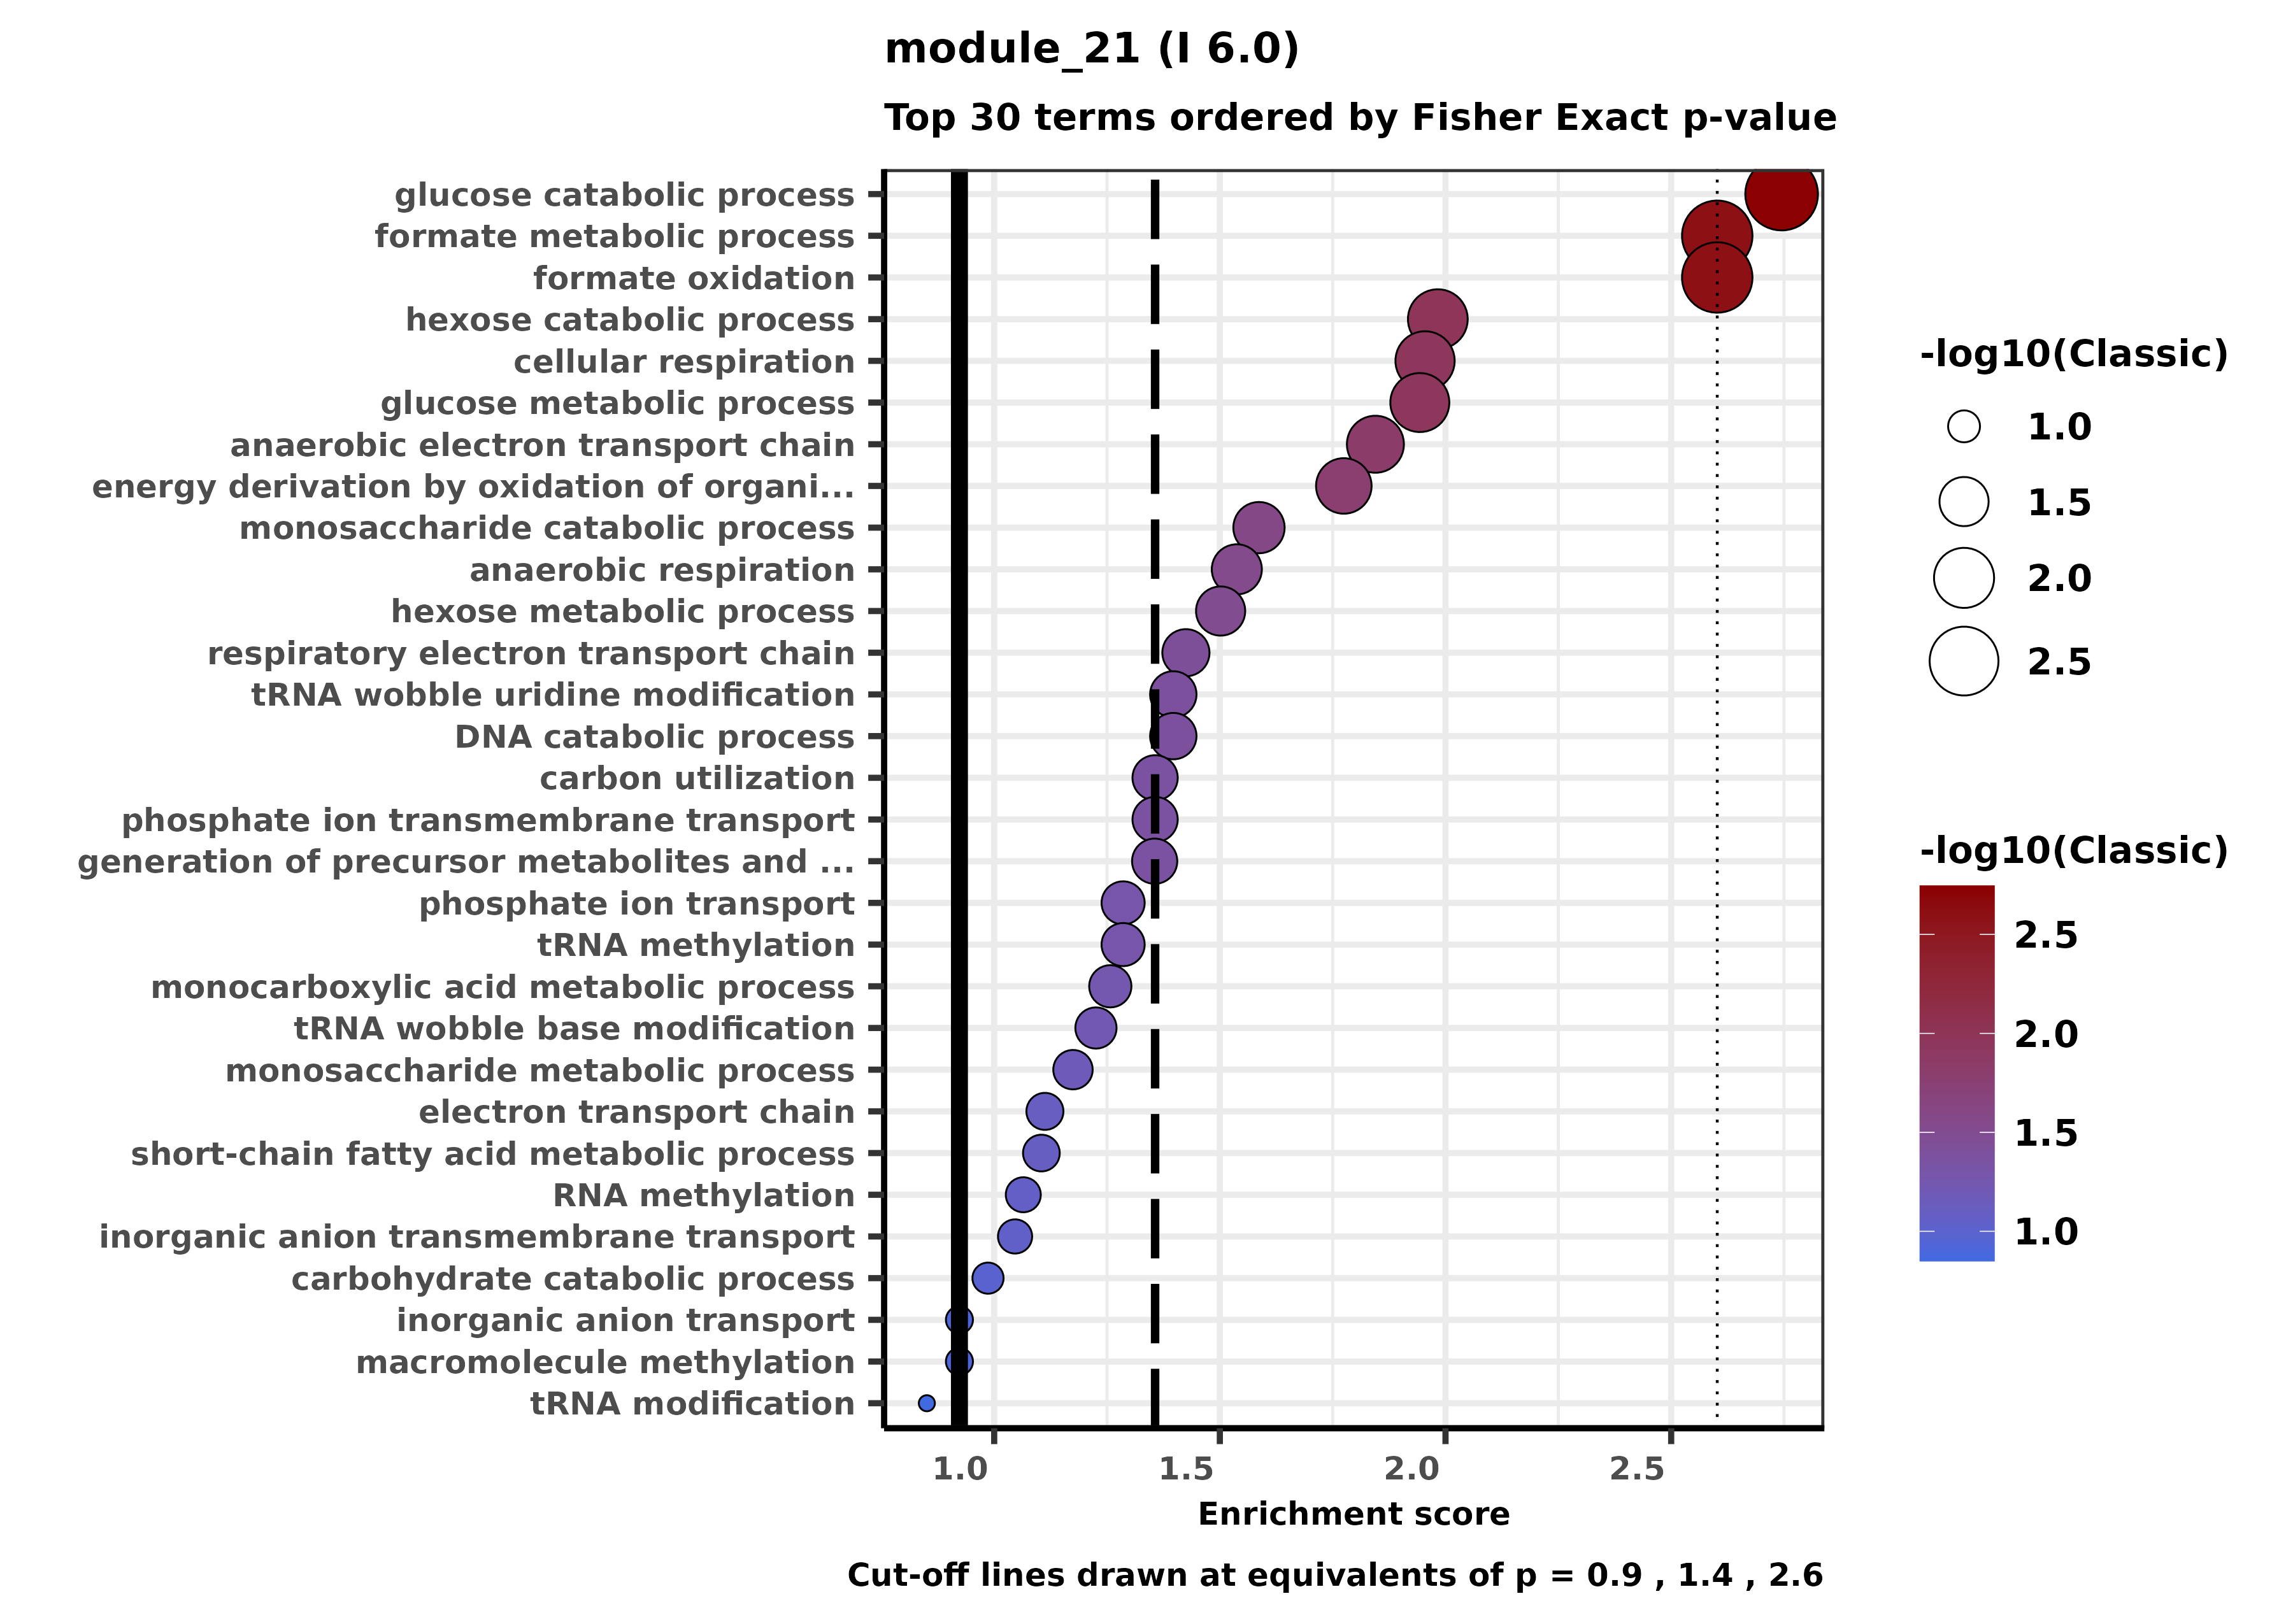 module_21 (I 6.0)
Top 30 terms ordered by Fisher Exact p-value
glucose catabolic process
formate metabolic process
formate oxidation
hexose catabolic process
cellular respiration
glucose metabolic process
anaerobic electron transport chain
energy derivation by oxidation of organi...
monosaccharide catabolic process
anaerobic respiration
hexose metabolic process
respiratory electron transport chain
tRNA wobble uridine modification
DNA catabolic process
carbon utilization
phosphate ion transmembrane transport
generation of precursor metabolites and ...
phosphate ion transport
tRNA methylation
monocarboxylic acid metabolic process
tRNA wobble base modification
monosaccharide metabolic process
electron transport chain
short-chain fatty acid metabolic process
RNA methylation
inorganic anion transmembrane transport
carbohydrate catabolic process
inorganic anion transport
macromolecule methylation
tRNA modification
1.0 1.5 2.0 2.5
Enrichment score
Cut-off lines drawn at equivalents of p = 0.9 , 1.4 , 2.6
-log10(Classic)
1.0
1.5
2.0
2.5
-log10(Classic)
2.5
2.0
1.5
1.0